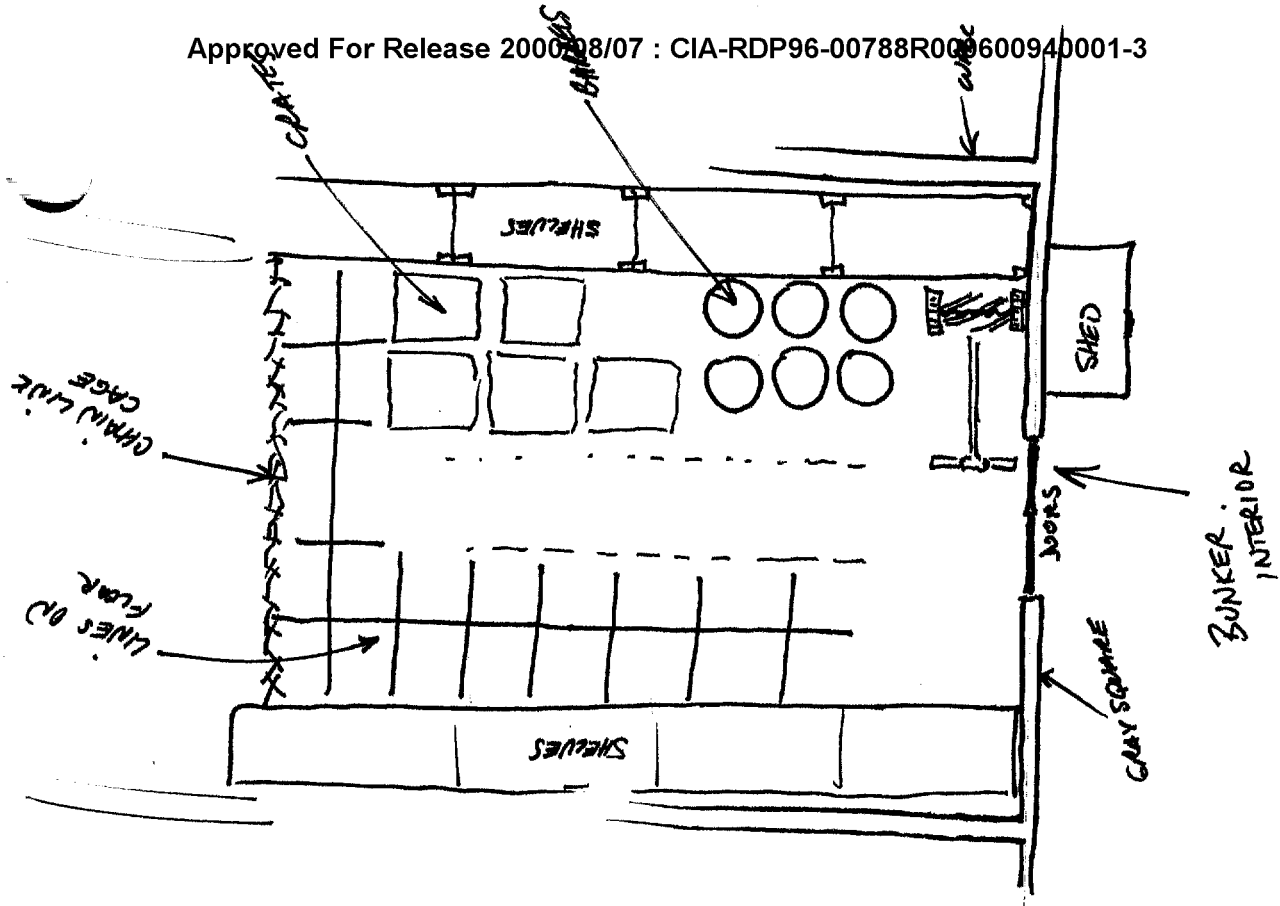 Approved For Release 2000/08/07 : CIA-RDP96-00788R000600940001-3
CRATES
BARRELS
SHELVES
SHED
CHAIN LINK
CAGE
DOORS
BUNKER
INTERIOR
LINES ON
FLOOR
GRAY SQUARE
SHELVES